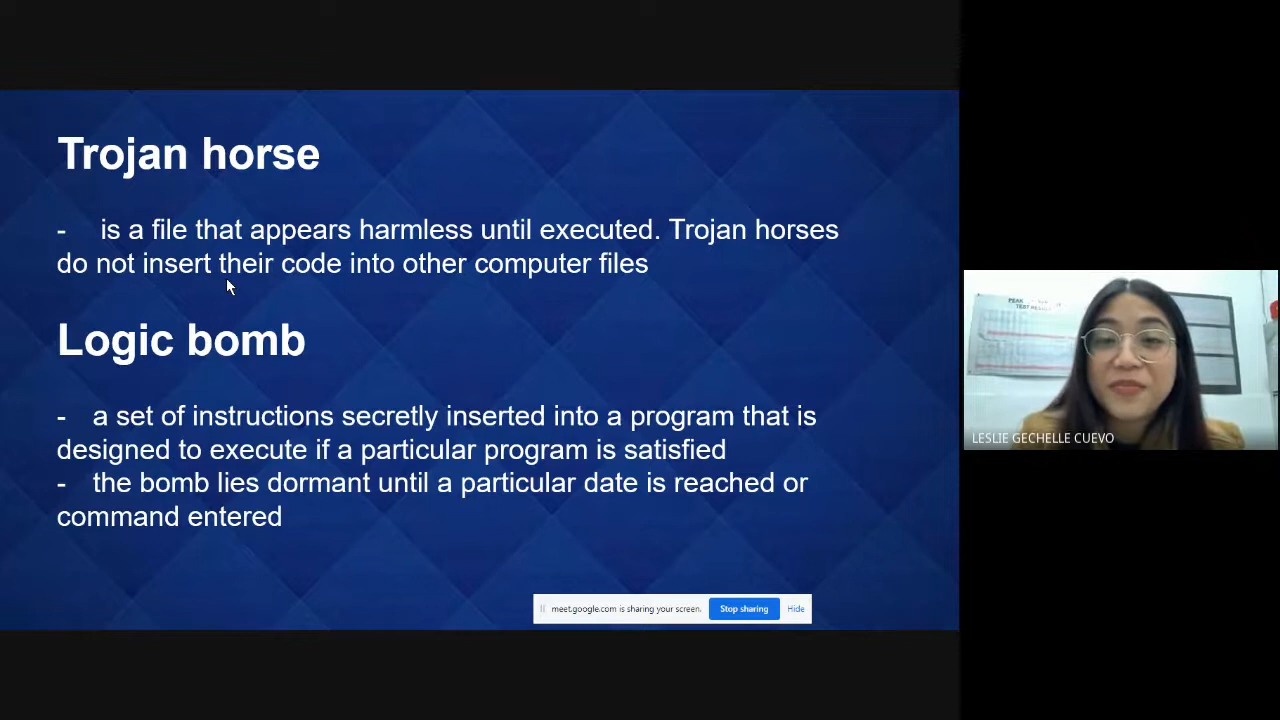 Trojan horse
- is a file that appears harmless until executed. Trojan horses
do not insert their code into other computer files
Logic bomb
- a set of instructions secretly inserted into a program that is
designed to execute if a particular program is satisfied
- the bomb lies dormant until a particular date is reached or
command entered
meet.google.com is sharing your screen. Stop sharing Hide
PEAK
TEST RESULT
LESLIE GECHELLE CUEVO